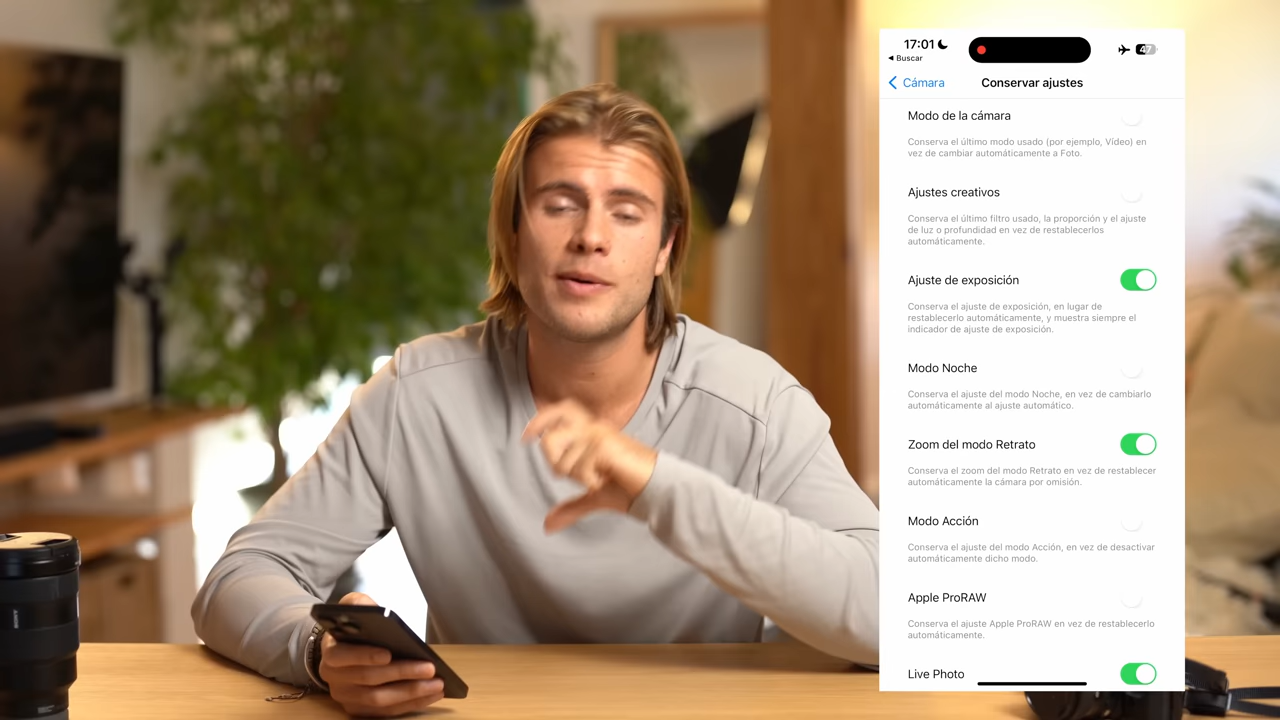 17:01
47
◀ Buscar
Cámara
Conservar ajustes
Modo de la cámara
Conserva el último modo usado (por ejemplo, Vídeo) en
vez de cambiar automáticamente a Foto.
Ajustes creativos
Conserva el último filtro usado, la proporción y el ajuste
de luz o profundidad en vez de restablecerlos
automáticamente.
Ajuste de exposición
Conserva el ajuste de exposición, en lugar de
restablecerlo automáticamente, y muestra siempre el
indicador de ajuste de exposición.
Modo Noche
Conserva el ajuste del modo Noche, en vez de cambiarlo
automáticamente al ajuste automático.
Zoom del modo Retrato
Conserva el zoom del modo Retrato en vez de restablecer
automáticamente la cámara por omisión.
Modo Acción
Conserva el ajuste del modo Acción, en vez de desactivar
automáticamente dicho modo.
Apple ProRAW
Conserva el ajuste Apple ProRAW en vez de restablecerlo
automáticamente.
Live Photo